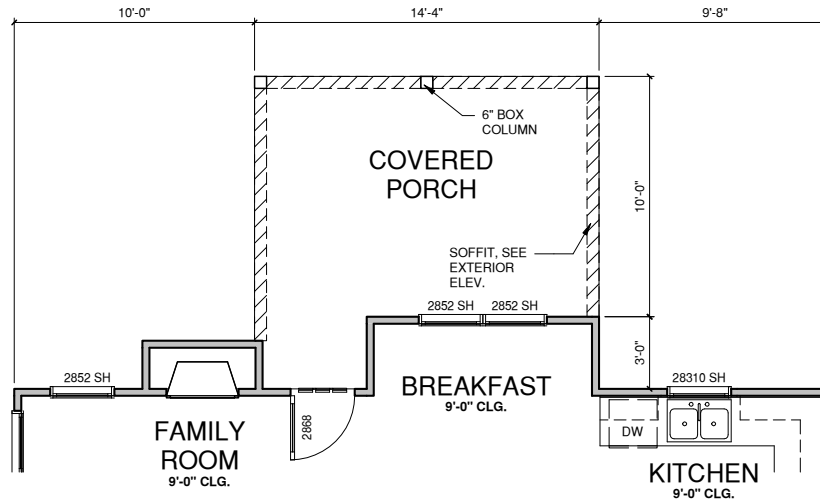 10'-0"
14'-4"
9'-8"
6" BOX
COLUMN
COVERED
PORCH
10'-0"
SOFFIT, SEE
EXTERIOR
ELEV.
2852 SH
2852 SH
3'-0"
2852 SH
28310 SH
BREAKFAST
9'-0" CLG.
2868
FAMILY
ROOM
9'-0" CLG.
DW
KITCHEN
9'-0" CLG.